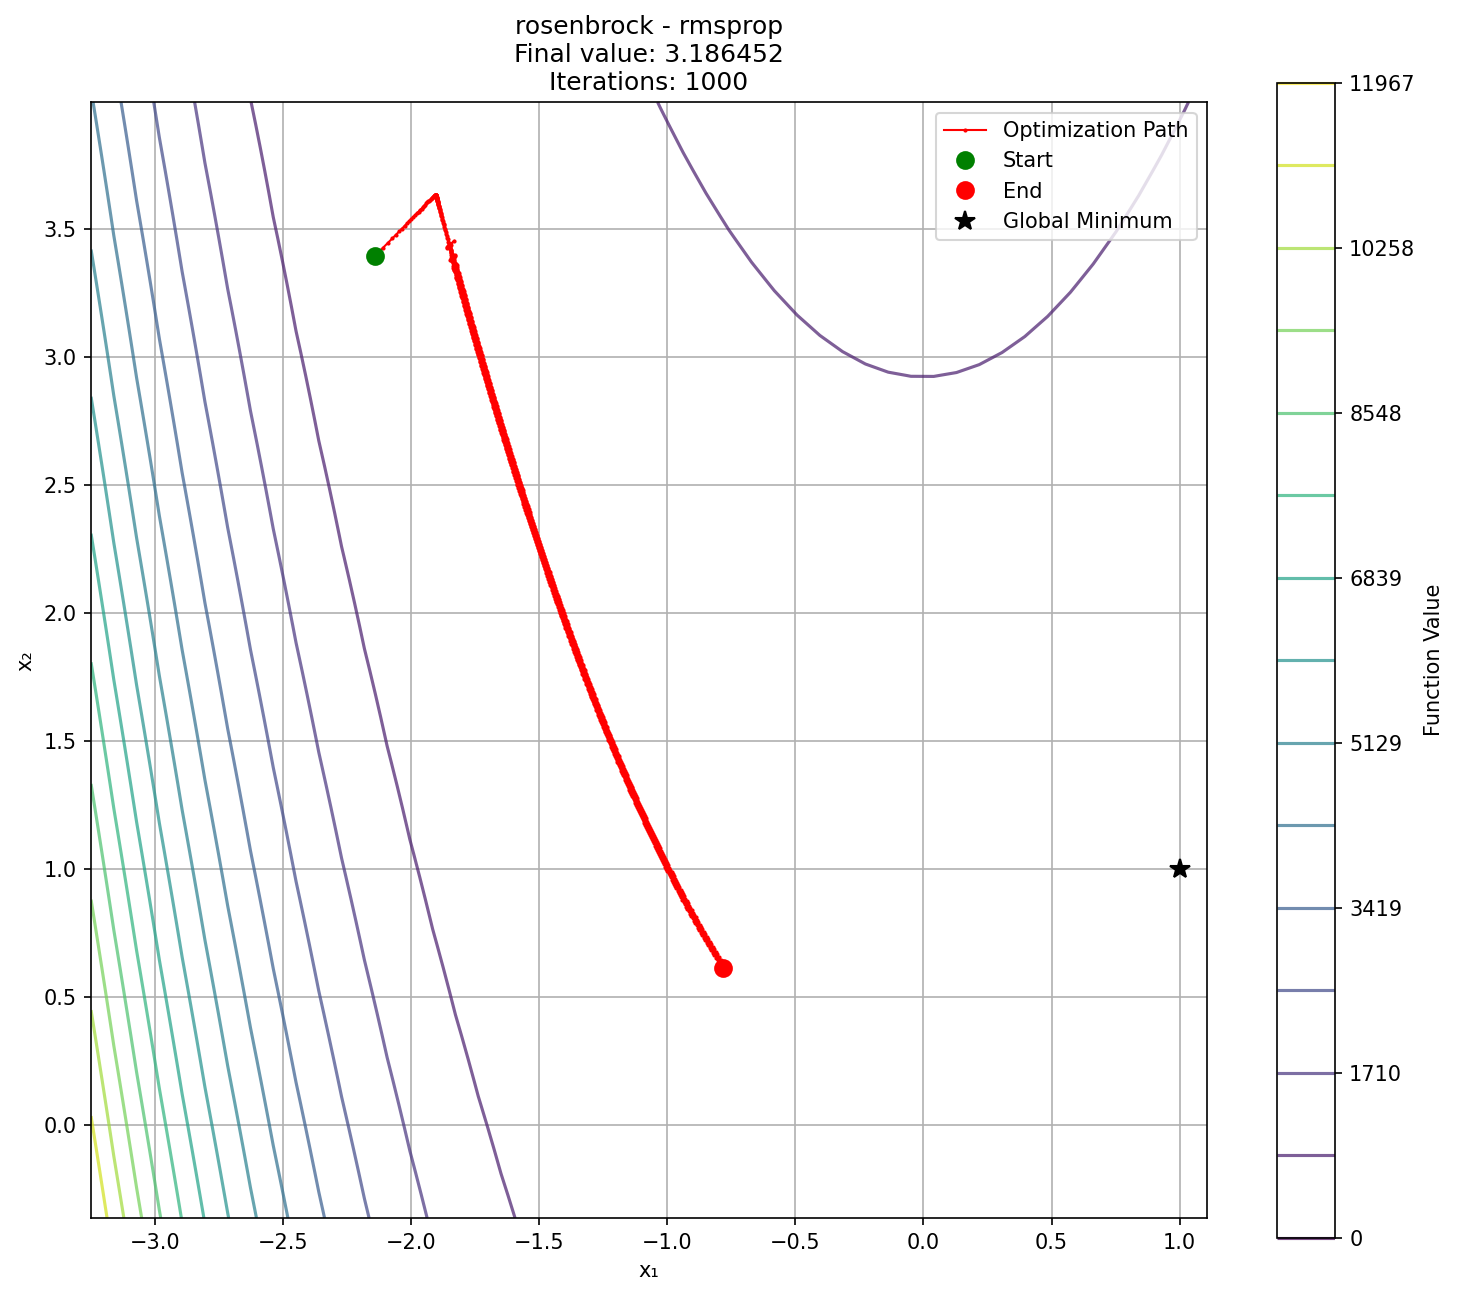 rosenbrock - rmsprop
Final value: 3.186452
Iterations: 1000
Optimization Path
Start
End
Global Minimum
3.5
3.0
2.5
2.0
1.5
1.0
0.5
0.0
x₂
−3.0 −2.5 −2.0 −1.5 −1.0 −0.5 0.0 0.5 1.0
x₁
11967
10258
8548
6839
5129
3419
1710
0
Function Value